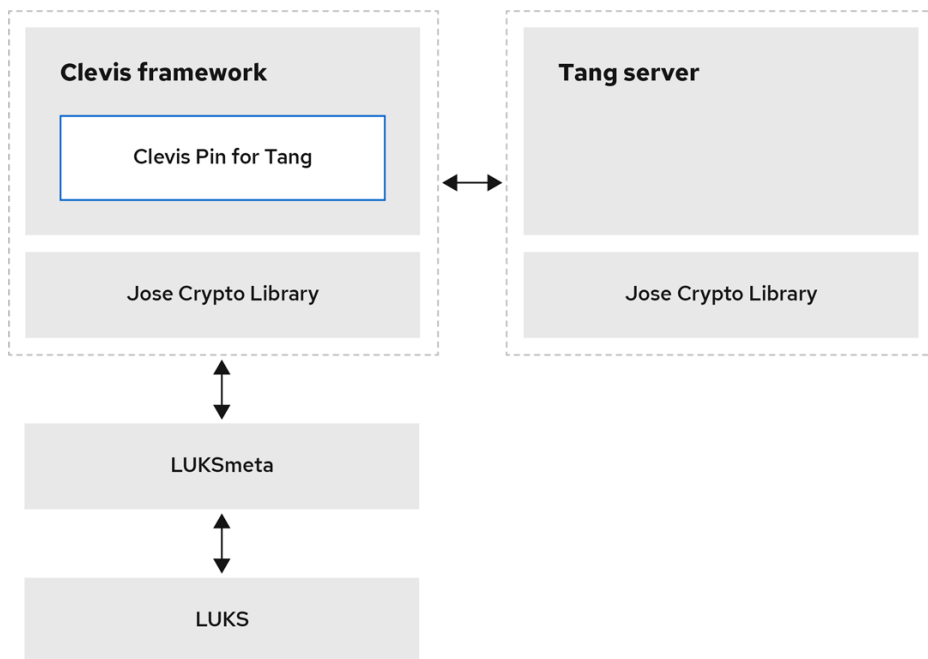 Clevis framework
Clevis Pin for Tang
Jose Crypto Library
Tang server
Jose Crypto Library
LUKSmeta
LUKS